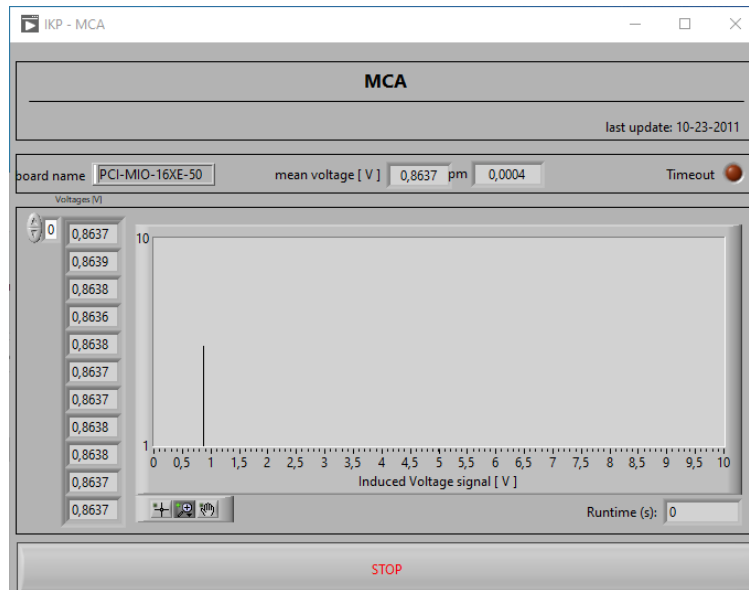 IKP - MCA
MCA
last update: 10-23-2011
board name PCI-MIO-16XE-50 mean voltage [ V ] 0,8637 pm 0,0004 Timeout
Voltages [V]
0
0,8637
0,8639
0,8638
0,8636
0,8638
0,8637
0,8637
0,8638
0,8638
0,8637
0,8637
10
1
0 0,5 1 1,5 2 2,5 3 3,5 4 4,5 5 5,5 6 6,5 7 7,5 8 8,5 9 9,5 10
Induced Voltage signal [ V ]
Runtime (s): 0
STOP